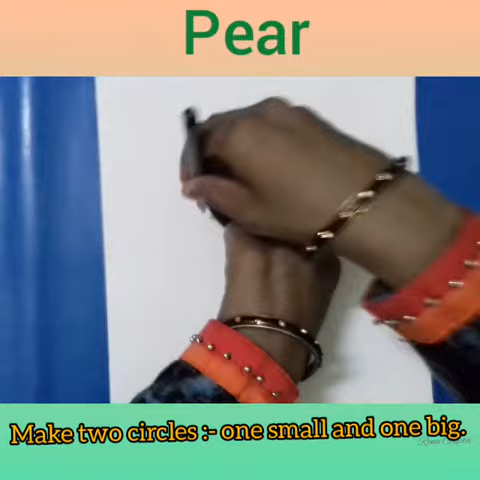 Pear
Make two circles :- one small and one big.